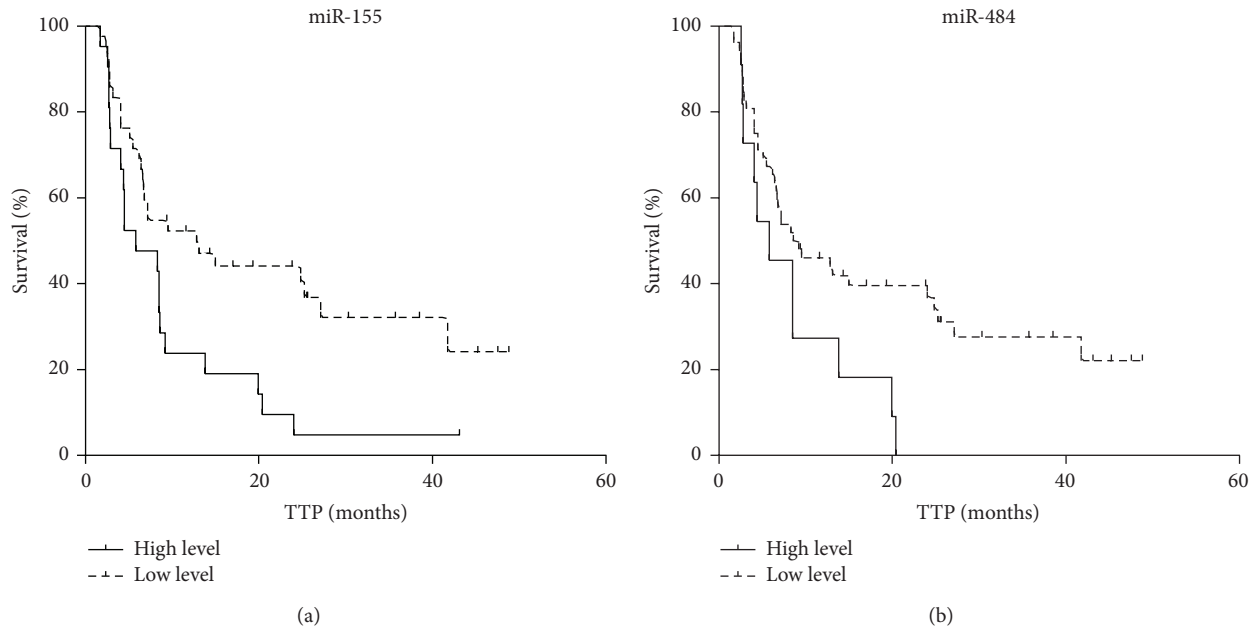 miR-155
100
80
60
40
20
0
Survival (%)
0 20 40 60
TTP (months)
High level
Low level
(a)
miR-484
100
80
60
40
20
0
Survival (%)
0 20 40 60
TTP (months)
High level
Low level
(b)